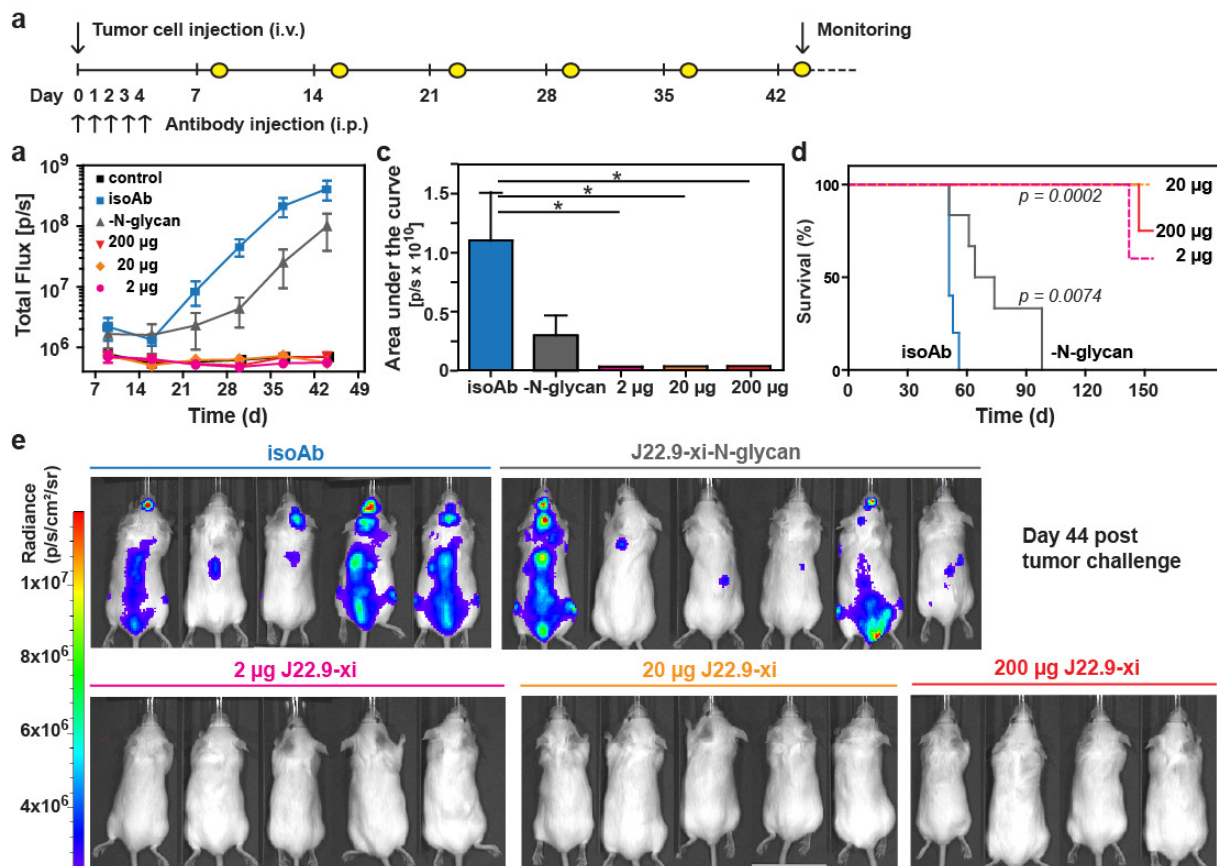 a
Tumor cell injection (i.v.)
Monitoring
Day 0 1 2 3 4 7 14 21 28 35 42
Antibody injection (i.p.)
a
Total Flux [p/s]
10⁹
10⁸
10⁷
10⁶
control
isoAb
-N-glycan
200 µg
20 µg
2 µg
7 14 21 28 35 42 49
Time (d)
c
Area under the curve
[p/s x 10¹⁰]
1.5
1.0
0.5
0
*
*
*
isoAb -N-glycan 2 µg 20 µg 200 µg
d
Survival (%)
100
50
0
20 µg
p = 0.0002
200 µg
2 µg
p = 0.0074
isoAb
-N-glycan
0 30 60 90 120 150
Time (d)
e
isoAb
J22.9-xi-N-glycan
Radiance
(p/s/cm²/sr)
1x10⁷
8x10⁶
6x10⁶
4x10⁶
Day 44 post
tumor challenge
2 µg J22.9-xi
20 µg J22.9-xi
200 µg J22.9-xi